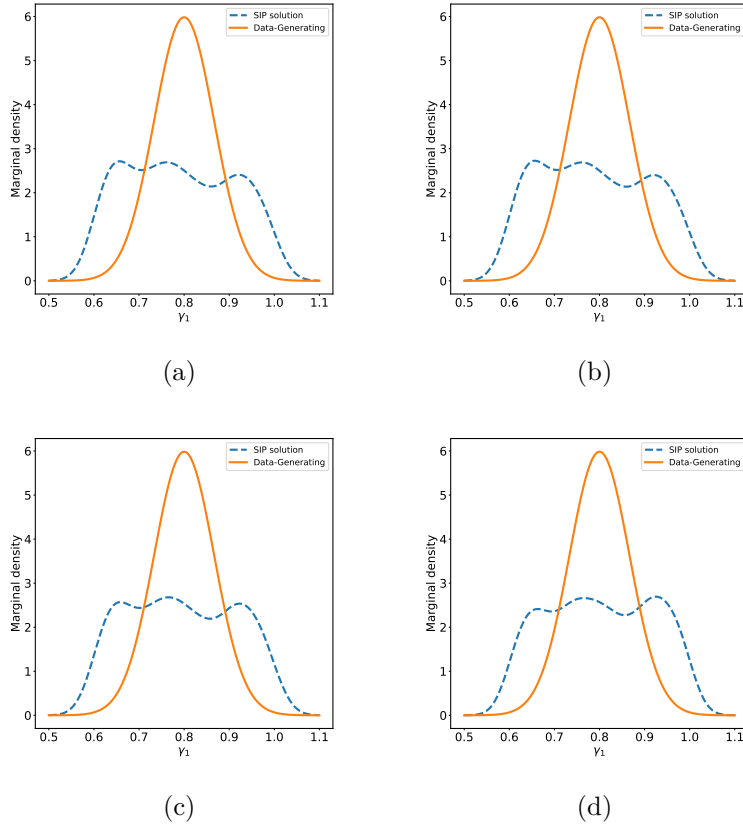 SIP solution
Data-Generating
Marginal density
6
5
4
3
2
1
0
0.5 0.6 0.7 0.8 0.9 1.0 1.1
γ1
(a)
SIP solution
Data-Generating
Marginal density
6
5
4
3
2
1
0
0.5 0.6 0.7 0.8 0.9 1.0 1.1
γ1
(b)
SIP solution
Data-Generating
Marginal density
6
5
4
3
2
1
0
0.5 0.6 0.7 0.8 0.9 1.0 1.1
γ1
(c)
SIP solution
Data-Generating
Marginal density
6
5
4
3
2
1
0
0.5 0.6 0.7 0.8 0.9 1.0 1.1
γ1
(d)